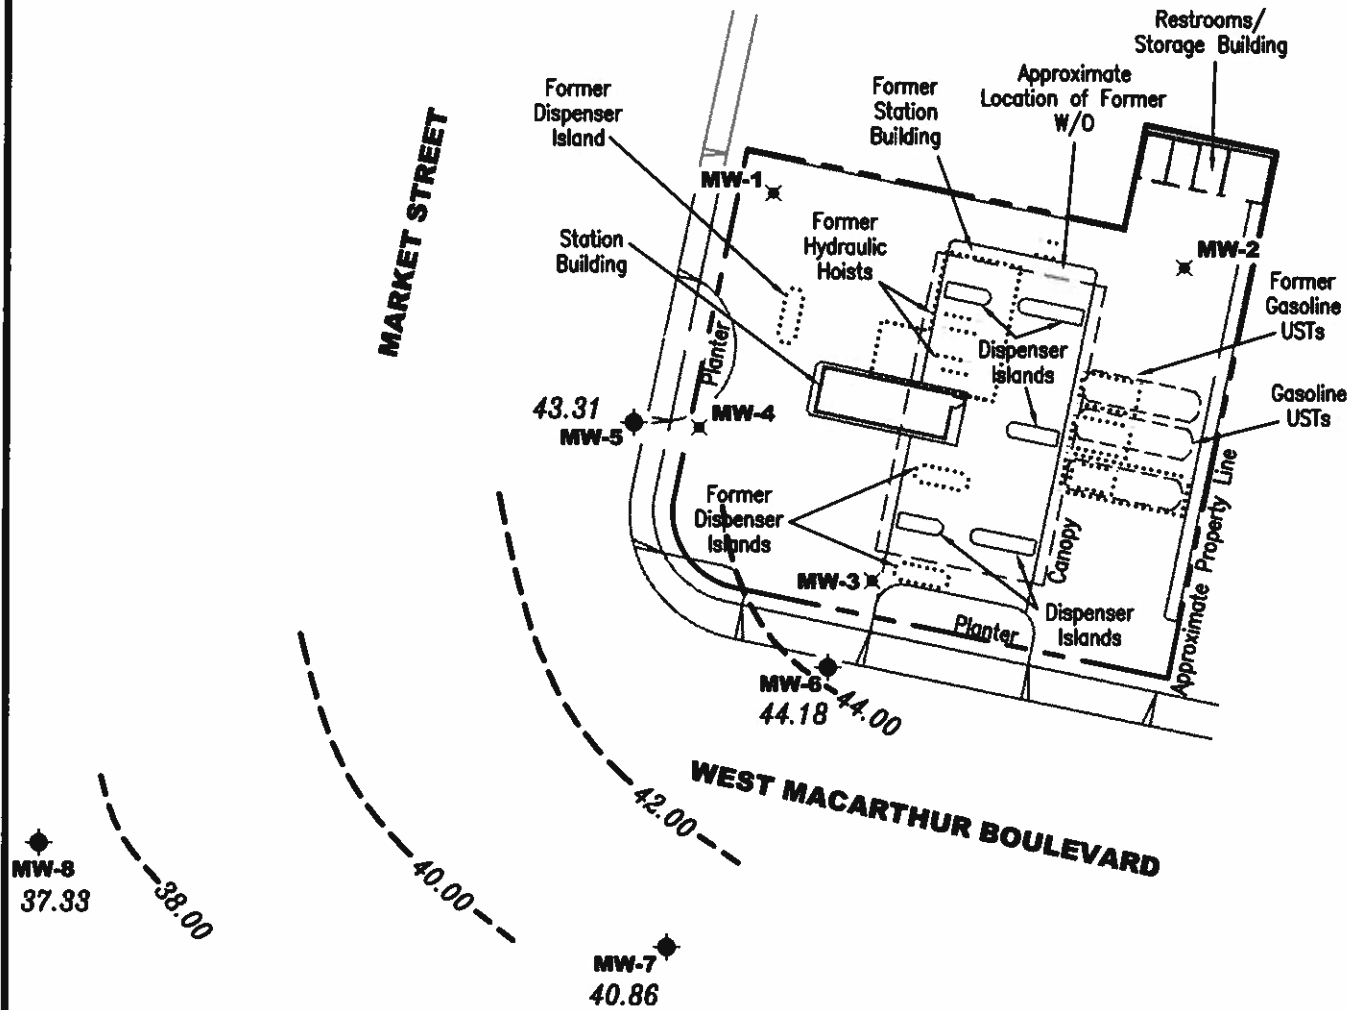 Restrooms/
Storage Building
Former
Dispenser
Island
Former
Station
Building
Approximate
Location of Former
W/O
MARKET STREET
MW-1
Station
Building
Former
Hydraulic
Hoists
MW-2
Former
Gasoline
USTs
Planter
Dispenser
Islands
Gasoline
USTs
43.31
MW-5
MW-4
Former
Dispenser
Islands
MW-3
Canopy
Approximate Property Line
Dispenser
Islands
Planter
MW-6
44.18
44.00
WEST MACARTHUR BOULEVARD
42.00
40.00
38.00
MW-8
37.33
MW-7
40.86